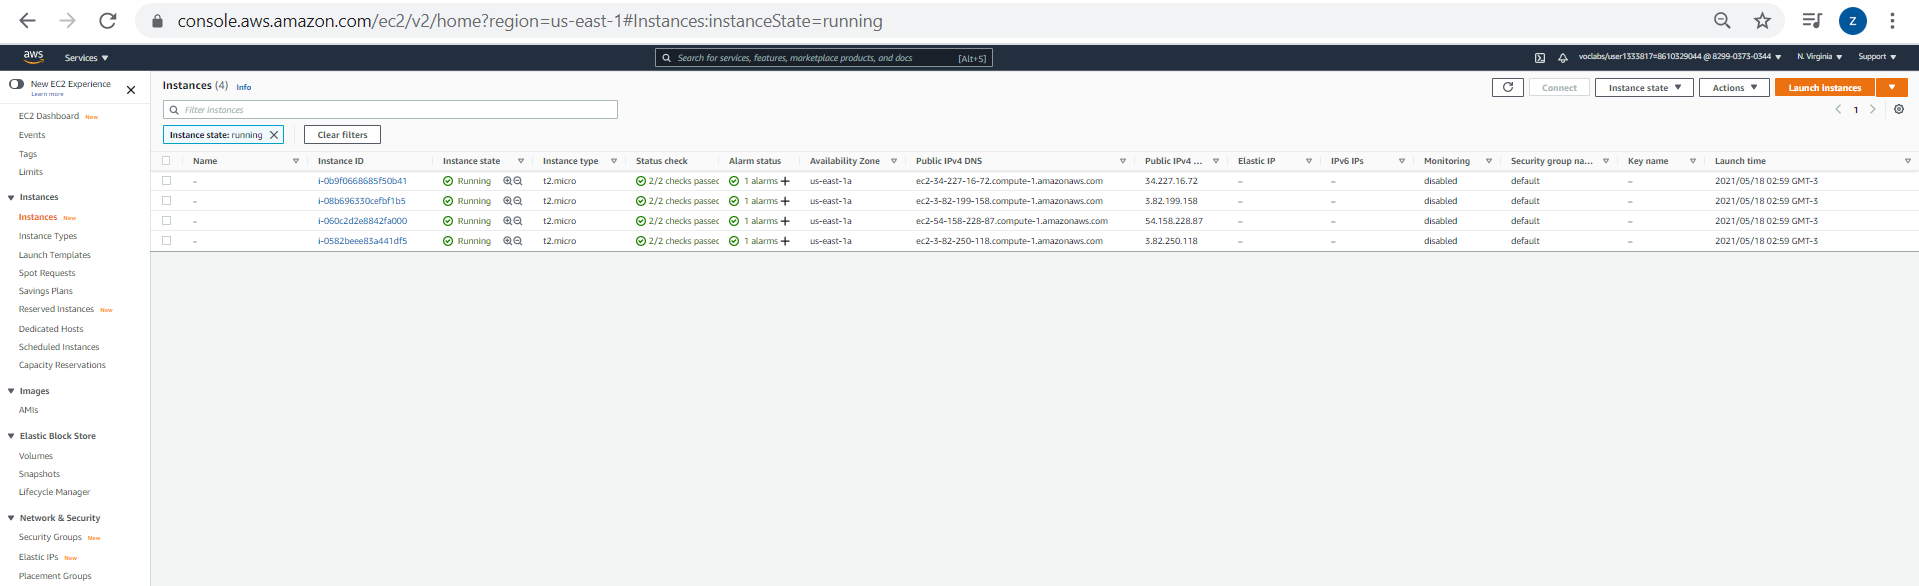 console.aws.amazon.com/ec2/v2/home?region=us-east-1#Instances:instanceState=running
Z
aws Services Search for services, features, marketplace products, and docs [Alt+S] voclabs/user1333817=8610329044 @ 8299-0373-0344 N. Virginia Support
New EC2 Experience
Learn more
EC2 Dashboard New
Events
Tags
Limits
Instances
Instances New
Instance Types
Launch Templates
Spot Requests
Savings Plans
Reserved Instances New
Dedicated Hosts
Scheduled Instances
Capacity Reservations
Images
AMIs
Elastic Block Store
Volumes
Snapshots
Lifecycle Manager
Network & Security
Security Groups New
Elastic IPs New
Placement Groups
Instances (4) Info
Connect Instance state Actions Launch instances
Filter instances
1
Instance state: running Clear filters
Name Instance ID Instance state Instance type Status check Alarm status Availability Zone Public IPv4 DNS Public IPv4 ... Elastic IP IPv6 IPs Monitoring Security group na... Key name Launch time
– i-0b9f0668685f50b41 Running t2.micro 2/2 checks passed 1 alarms + us-east-1a ec2-34-227-16-72.compute-1.amazonaws.com 34.227.16.72 – – disabled default – 2021/05/18 02:59 GMT-3
– i-08b696330cefbf1b5 Running t2.micro 2/2 checks passed 1 alarms + us-east-1a ec2-3-82-199-158.compute-1.amazonaws.com 3.82.199.158 – – disabled default – 2021/05/18 02:59 GMT-3
– i-060c2d2e8842fa000 Running t2.micro 2/2 checks passed 1 alarms + us-east-1a ec2-54-158-228-87.compute-1.amazonaws.com 54.158.228.87 – – disabled default – 2021/05/18 02:59 GMT-3
– i-0582beee83a441df5 Running t2.micro 2/2 checks passed 1 alarms + us-east-1a ec2-3-82-250-118.compute-1.amazonaws.com 3.82.250.118 – – disabled default – 2021/05/18 02:59 GMT-3